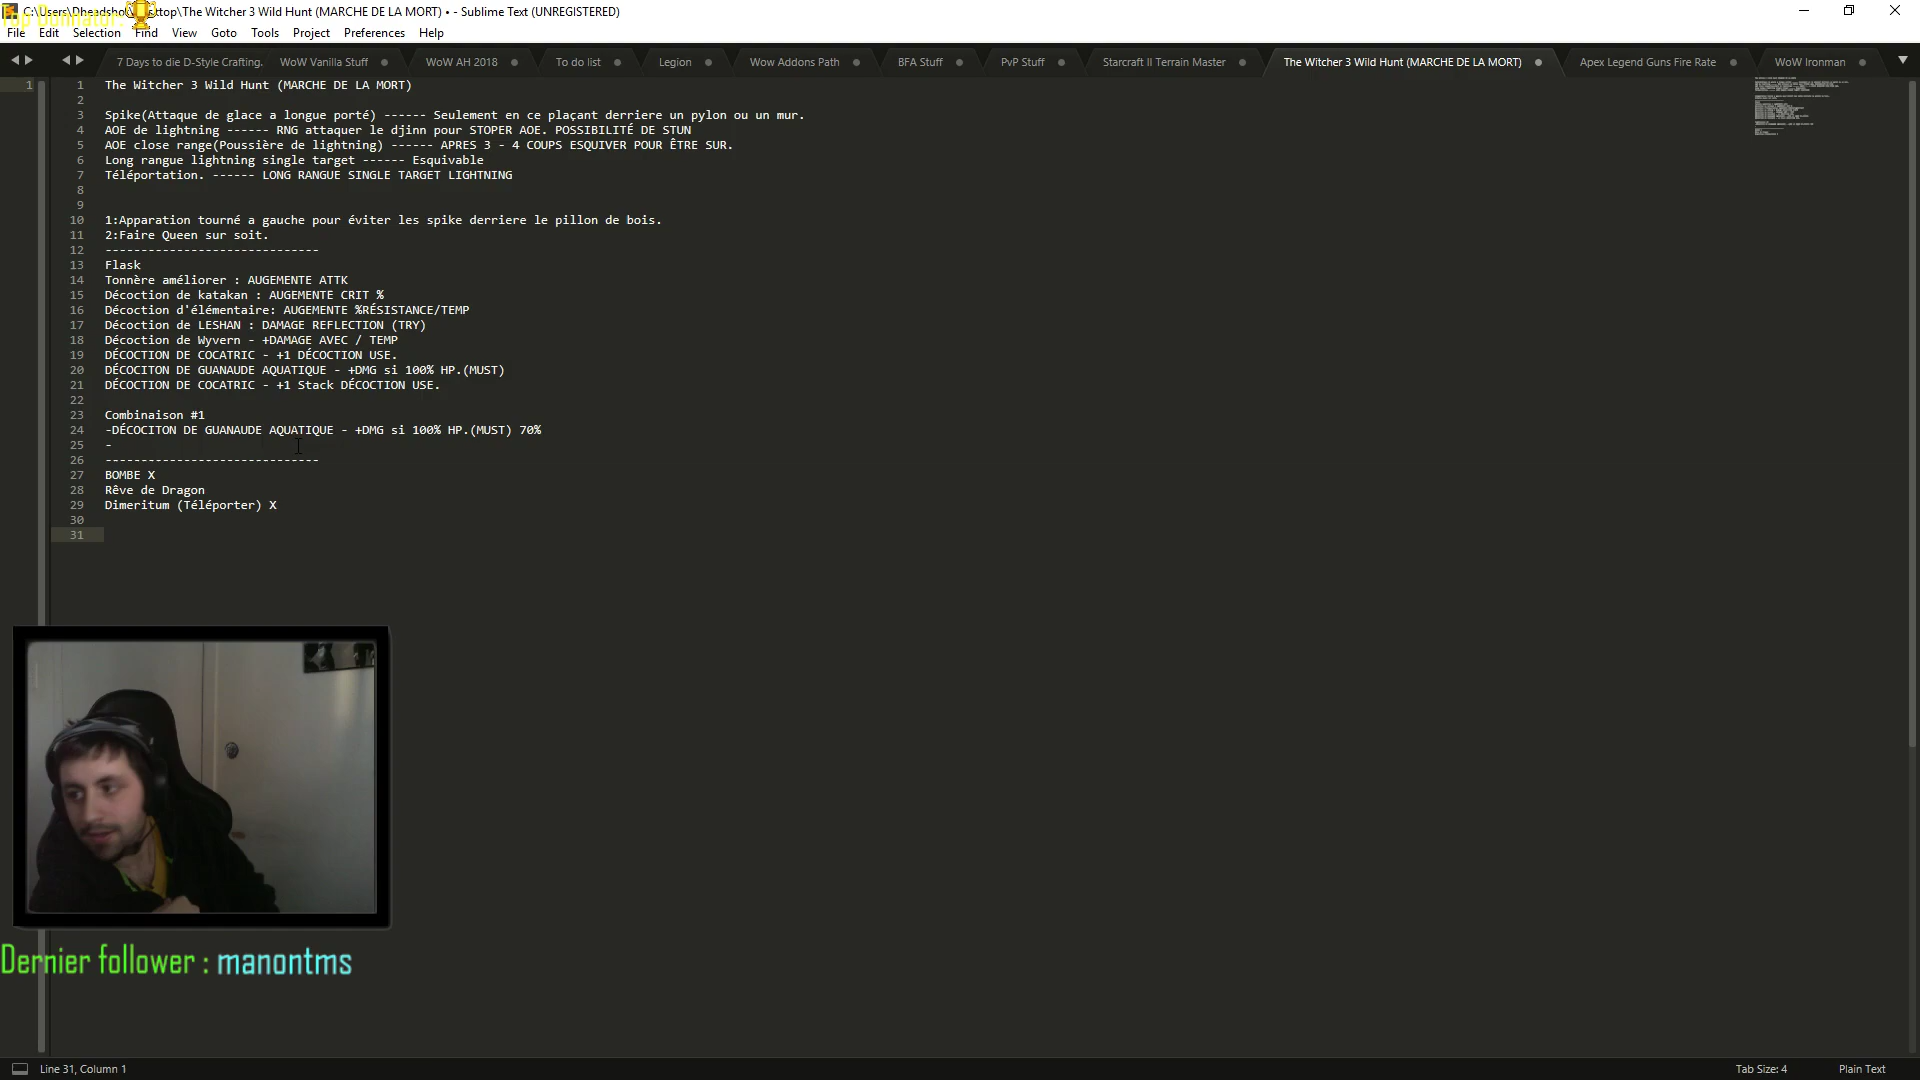 Top Donnator:
C:\Users\Dheadsho\Desktop\The Witcher 3 Wild Hunt (MARCHE DE LA MORT) • - Sublime Text (UNREGISTERED)
File Edit Selection Find View Goto Tools Project Preferences Help
7 Days to die D-Style Crafting. WoW Vanilla Stuff WoW AH 2018 To do list Legion Wow Addons Path BFA Stuff PvP Stuff Starcraft II Terrain Master The Witcher 3 Wild Hunt (MARCHE DE LA MORT) Apex Legend Guns Fire Rate WoW Ironman
1 1 The Witcher 3 Wild Hunt (MARCHE DE LA MORT)
2
3 Spike(Attaque de glace a longue porté) ------ Seulement en ce plaçant derriere un pylon ou un mur.
4 AOE de lightning ------ RNG attaquer le djinn pour STOPER AOE. POSSIBILITÉ DE STUN
5 AOE close range(Poussière de lightning) ------ APRES 3 - 4 COUPS ESQUIVER POUR ÊTRE SUR.
6 Long rangue lightning single target ------ Esquivable
7 Téléportation. ------ LONG RANGUE SINGLE TARGET LIGHTNING
8
9
10 1:Apparation tourné a gauche pour éviter les spike derriere le pillon de bois.
11 2:Faire Queen sur soit.
12 ------------------------------
13 Flask
14 Tonnère améliorer : AUGEMENTE ATTK
15 Décoction de katakan : AUGEMENTE CRIT %
16 Décoction d'élémentaire: AUGEMENTE %RÉSISTANCE/TEMP
17 Décoction de LESHAN : DAMAGE REFLECTION (TRY)
18 Décoction de Wyvern - +DAMAGE AVEC / TEMP
19 DÉCOCTION DE COCATRIC - +1 DÉCOCTION USE.
20 DÉCOCITON DE GUANAUDE AQUATIQUE - +DMG si 100% HP.(MUST)
21 DÉCOCTION DE COCATRIC - +1 Stack DÉCOCTION USE.
22
23 Combinaison #1
24 -DÉCOCITON DE GUANAUDE AQUATIQUE - +DMG si 100% HP.(MUST) 70%
25 -
26 ------------------------------
27 BOMBE X
28 Rêve de Dragon
29 Dimeritum (Téléporter) X
30
31
Dernier follower : manontms
Line 31, Column 1 Tab Size: 4 Plain Text